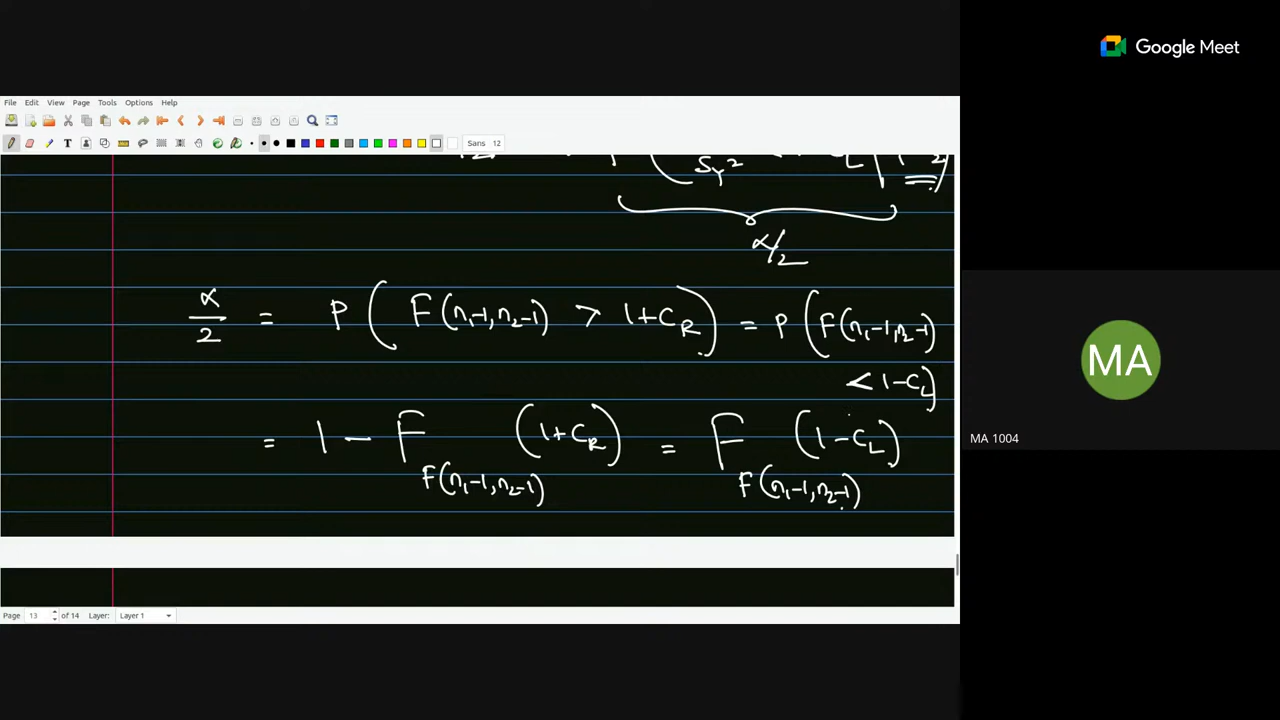 Google Meet
File Edit View Page Tools Options Help
Sans 12
S_Y^2
α/2
α/2 = P( F(n₁-1, n₂-1) > 1+C_R ) = P( F(n₁-1, n₂-1)
< 1-C_L )
= 1 - F_{F(n₁-1, n₂-1)} (1+C_R) = F_{F(n₁-1, n₂-1)} (1-C_L)
MA
MA 1004
Page 13 of 14 Layer: Layer 1